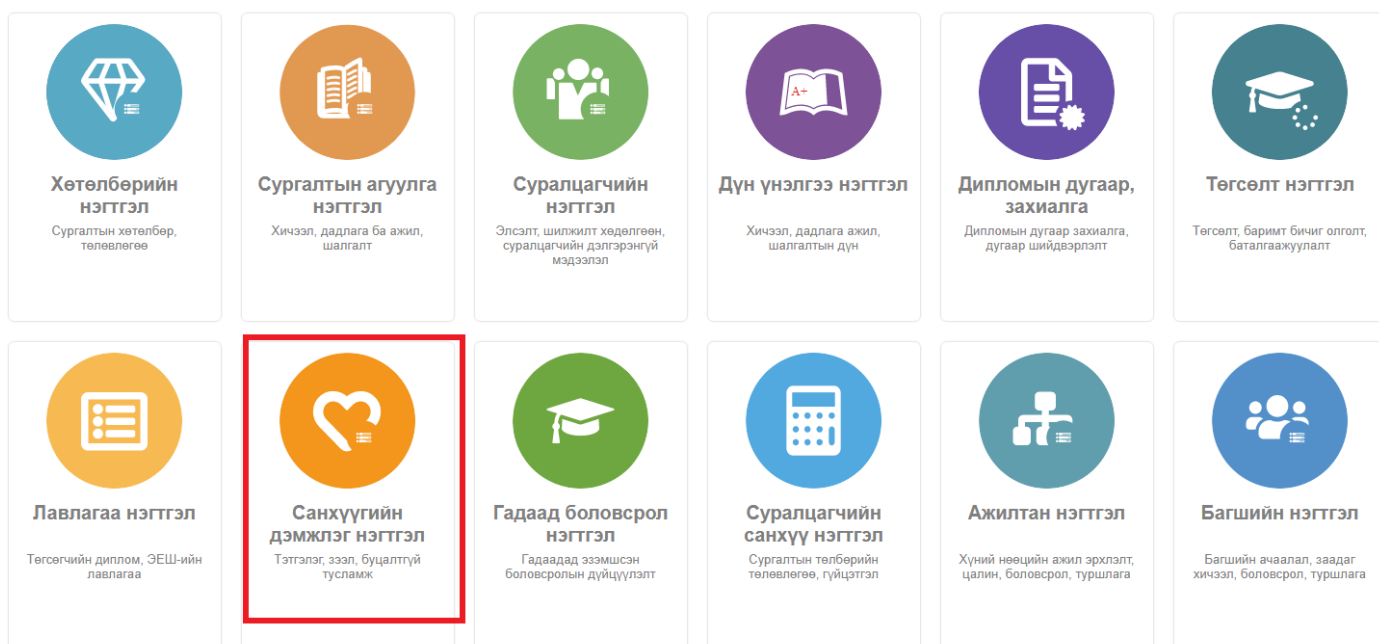 A+
Хөтөлбөрийн
нэгтгэл
Сургалтын хөтөлбөр,
төлөвлөгөө
Сургалтын агуулга
нэгтгэл
Хичээл, дадлага ба ажил,
шалгалт
Суралцагчийн
нэгтгэл
Элсэлт, шилжилт хөдөлгөөн,
суралцагчийн дэлгэрэнгүй
мэдээлэл
Дүн үнэлгээ нэгтгэл
Хичээл, дадлага ажил,
шалгалтын дүн
Дипломын дугаар,
захиалга
Дипломын дугаар захиалга,
дугаар шийдвэрлэлт
Төгсөлт нэгтгэл
Төгсөлт, баримт бичиг олголт,
баталгаажуулалт
Лавлагаа нэгтгэл
Төгсөгчийн диплом, ЭЕШ-ийн
лавлагаа
Санхүүгийн
дэмжлэг нэгтгэл
Тэтгэлэг, зээл, буцалтгүй
тусламж
Гадаад боловсрол
нэгтгэл
Гадаадад эзэмшсэн
боловсролын дүйцүүлэлт
Суралцагчийн
санхүү нэгтгэл
Сургалтын төлбөрийн
төлөвлөгөө, гүйцэтгэл
Ажилтан нэгтгэл
Хүний нөөцийн ажил эрхлэлт,
цалин, боловсрол, туршлага
Багшийн нэгтгэл
Багшийн ачаалал, заадаг
хичээл, боловсрол, туршлага